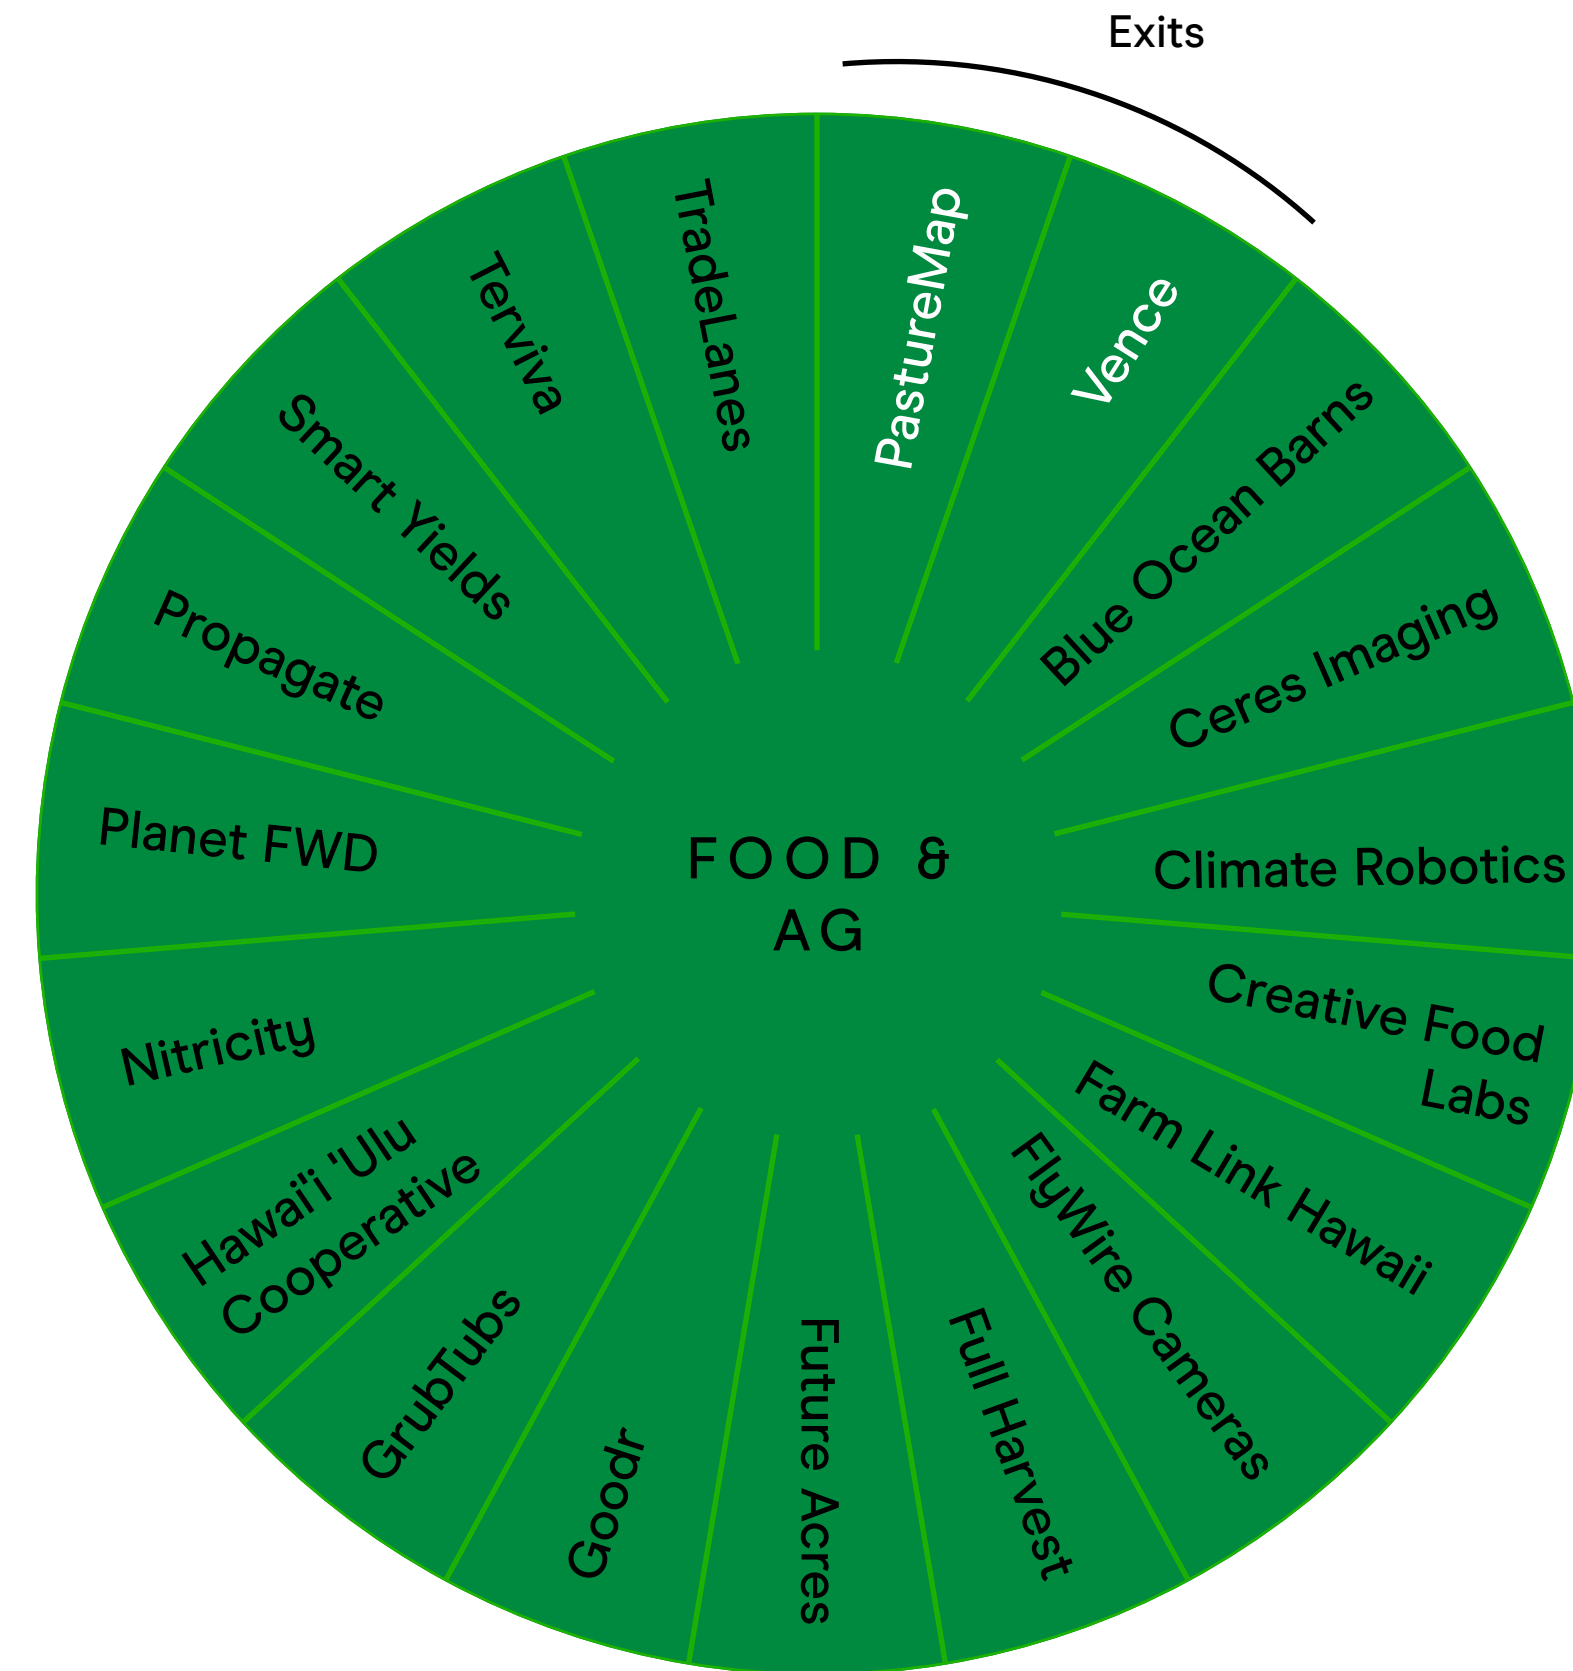 Exits
PastureMap
Vence
Blue Ocean Barns
Ceres Imaging
Climate Robotics
Creative Food
Labs
Farm Link Hawaii
FlyWire Cameras
Full Harvest
Future Acres
Goodr
GrubTubs
Hawai'i 'Ulu
Cooperative
Nitricity
Planet FWD
Propagate
Smart Yields
Terviva
TradeLanes
FOOD &
AG